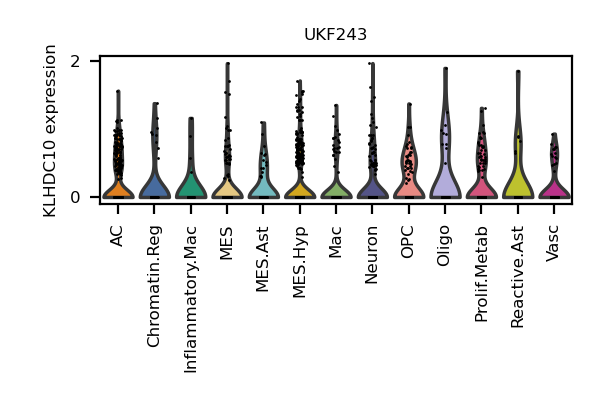 UKF243
KLHDC10 expression
2
0
AC
Chromatin.Reg
Inflammatory.Mac
MES
MES.Ast
MES.Hyp
Mac
Neuron
OPC
Oligo
Prolif.Metab
Reactive.Ast
Vasc